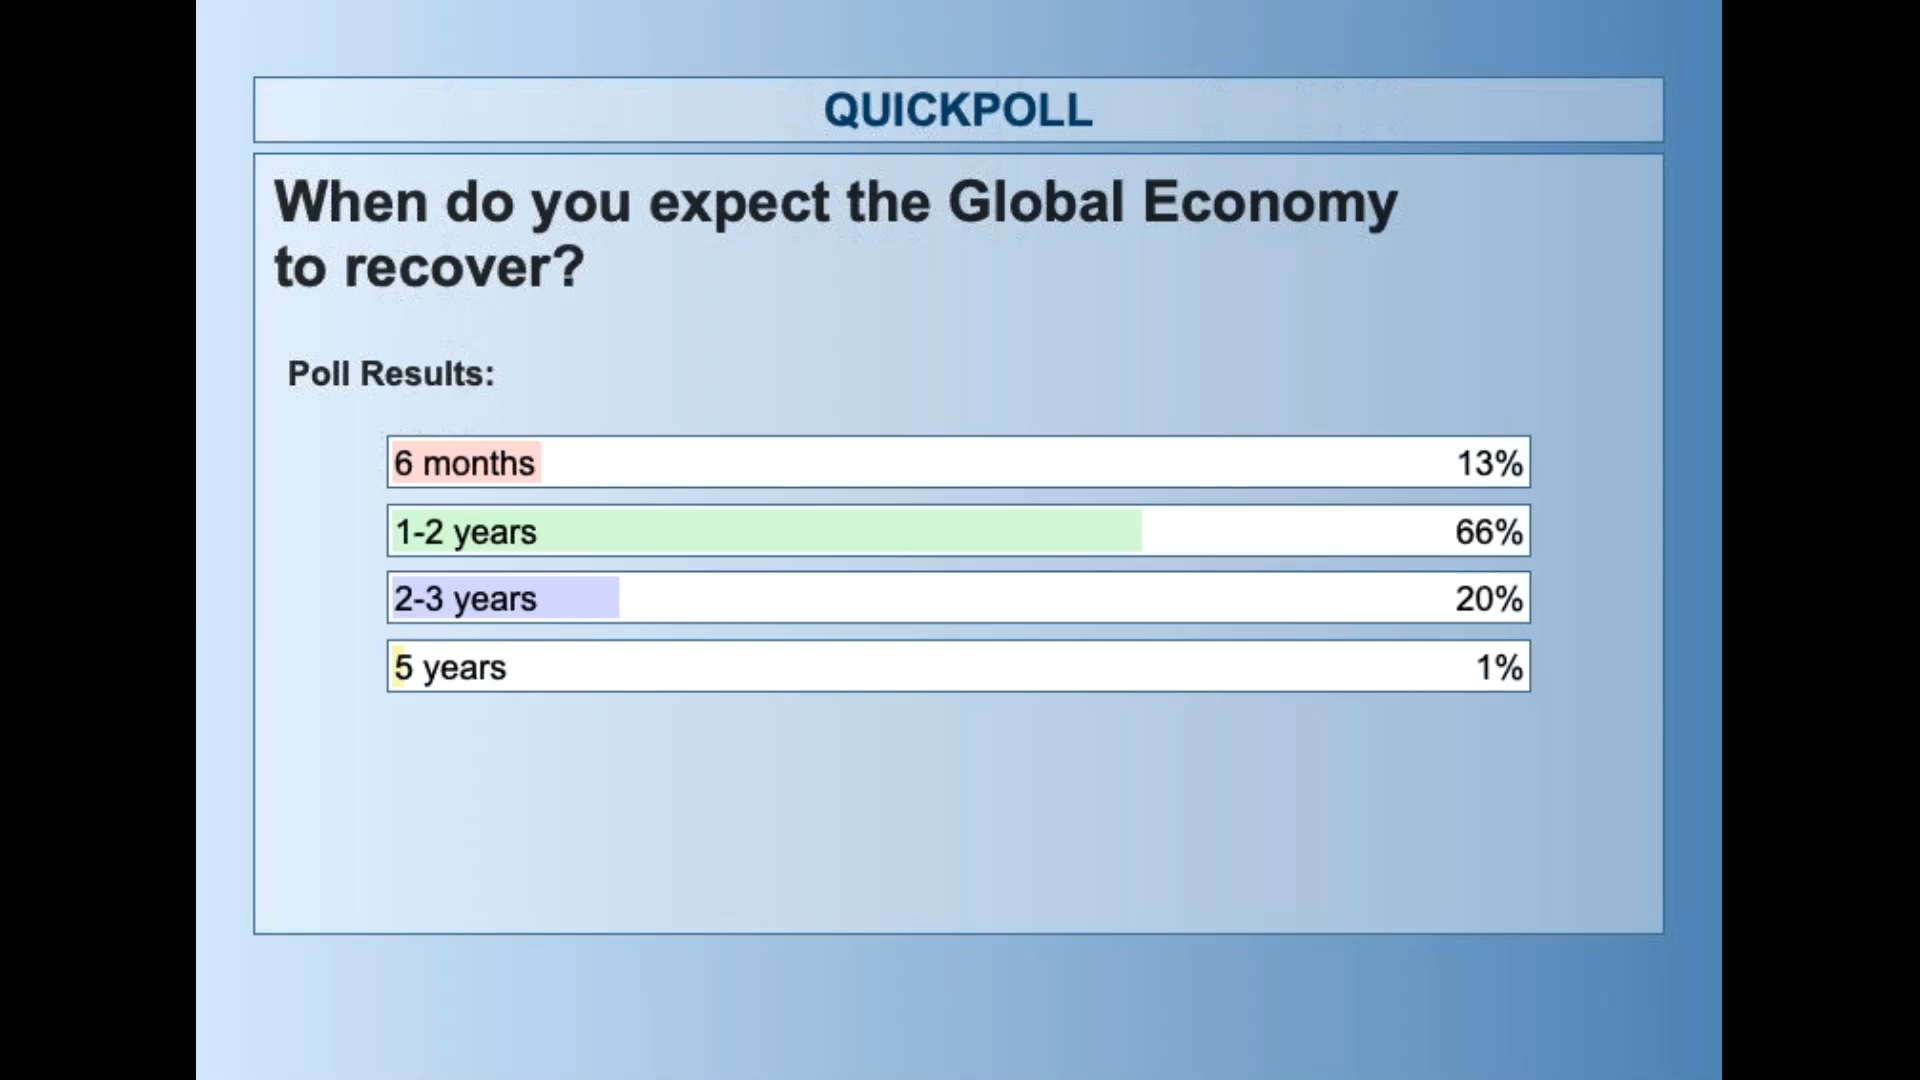 QUICKPOLL
When do you expect the Global Economy
to recover?
Poll Results:
6 months 13%
1-2 years 66%
2-3 years 20%
5 years 1%